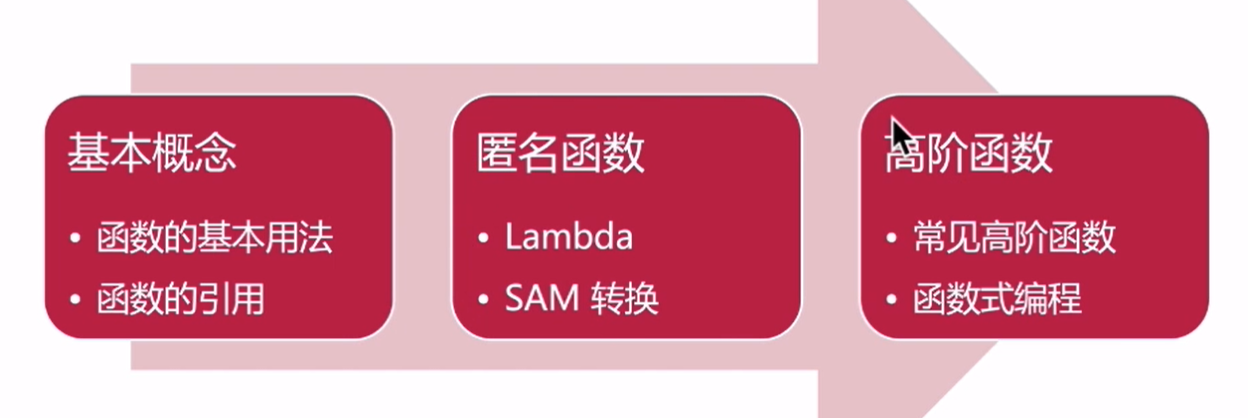 基本概念
• 函数的基本用法
• 函数的引用
匿名函数
• Lambda
• SAM 转换
高阶函数
• 常见高阶函数
• 函数式编程